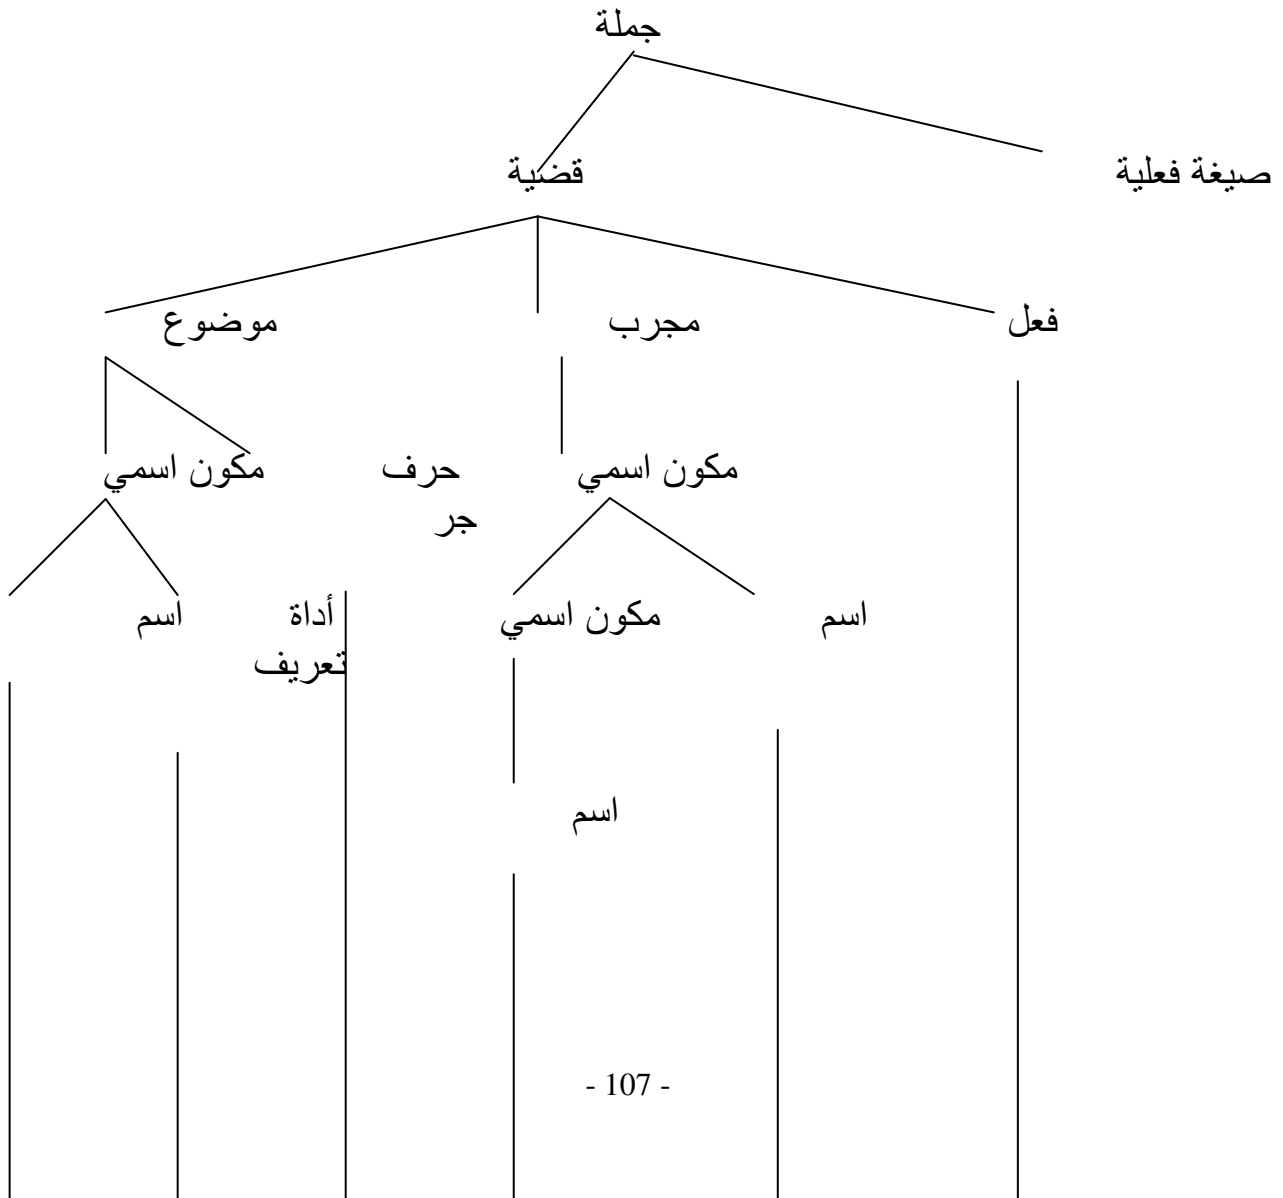 جملة
صيغة فعلية
قضية
فعل
مجرب
موضوع
مكون اسمي
حرف
جر
مكون اسمي
اسم
مكون اسمي
أداة
تعريف
اسم
اسم
- 107 -